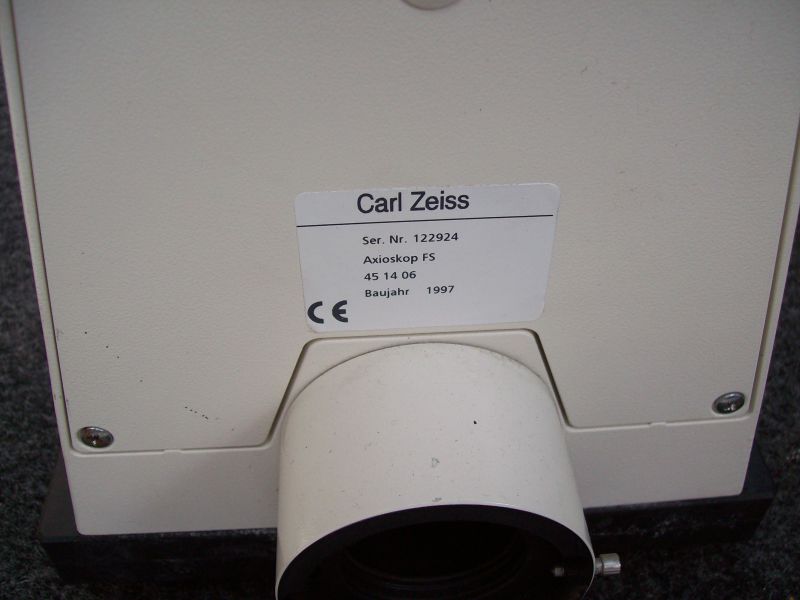 Carl Zeiss
Ser. Nr. 122924
Axioskop FS
45 14 06
Baujahr 1997
CE